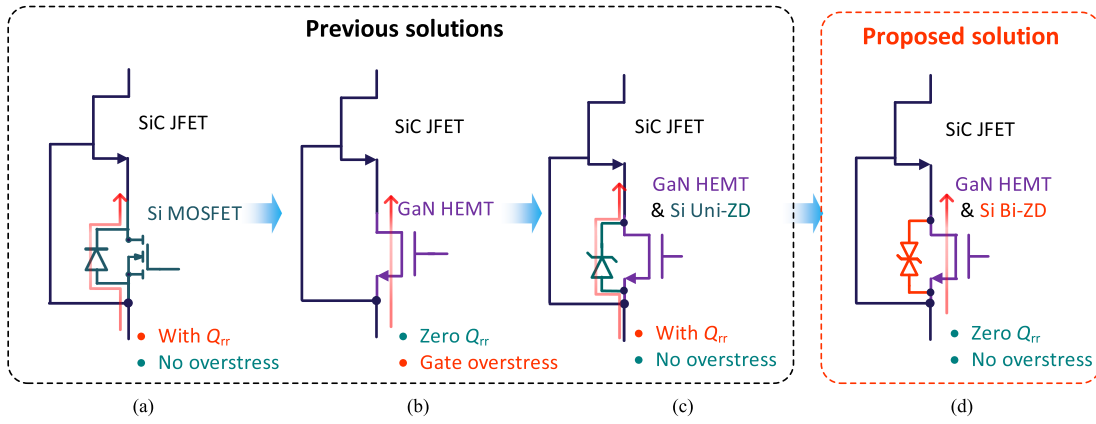 Previous solutions
Proposed solution
SiC JFET
Si MOSFET
With Qrr
No overstress
(a)
SiC JFET
GaN HEMT
Zero Qrr
Gate overstress
(b)
SiC JFET
GaN HEMT
& Si Uni-ZD
With Qrr
No overstress
(c)
SiC JFET
GaN HEMT
& Si Bi-ZD
Zero Qrr
No overstress
(d)